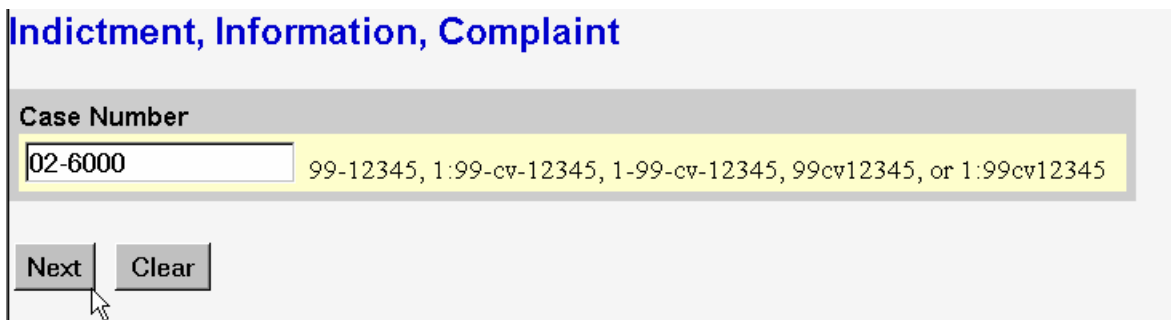 Indictment, Information, Complaint
Case Number
02-6000 99-12345, 1:99-cv-12345, 1-99-cv-12345, 99cv12345, or 1:99cv12345
Next Clear